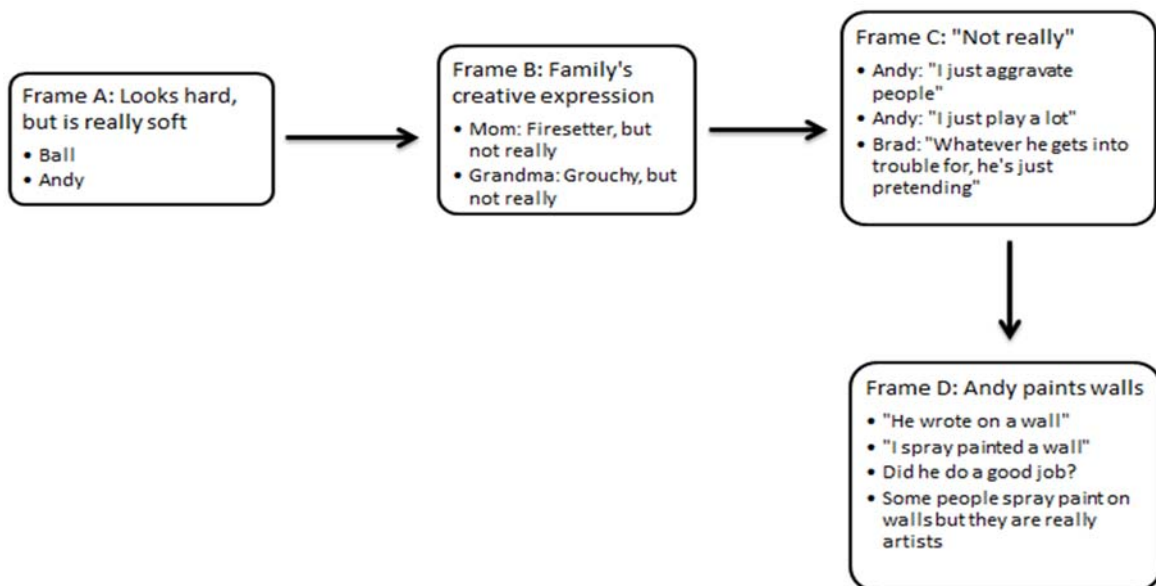 Frame A: Looks hard,
but is really soft
• Ball
• Andy
Frame B: Family's
creative expression
• Mom: Firesetter, but
not really
• Grandma: Grouchy, but
not really
Frame C: "Not really"
• Andy: "I just aggravate
people"
• Andy: "I just play a lot"
• Brad: "Whatever he gets into
trouble for, he's just
pretending"
Frame D: Andy paints walls
• "He wrote on a wall"
• "I spray painted a wall"
• Did he do a good job?
• Some people spray paint on
walls but they are really
artists